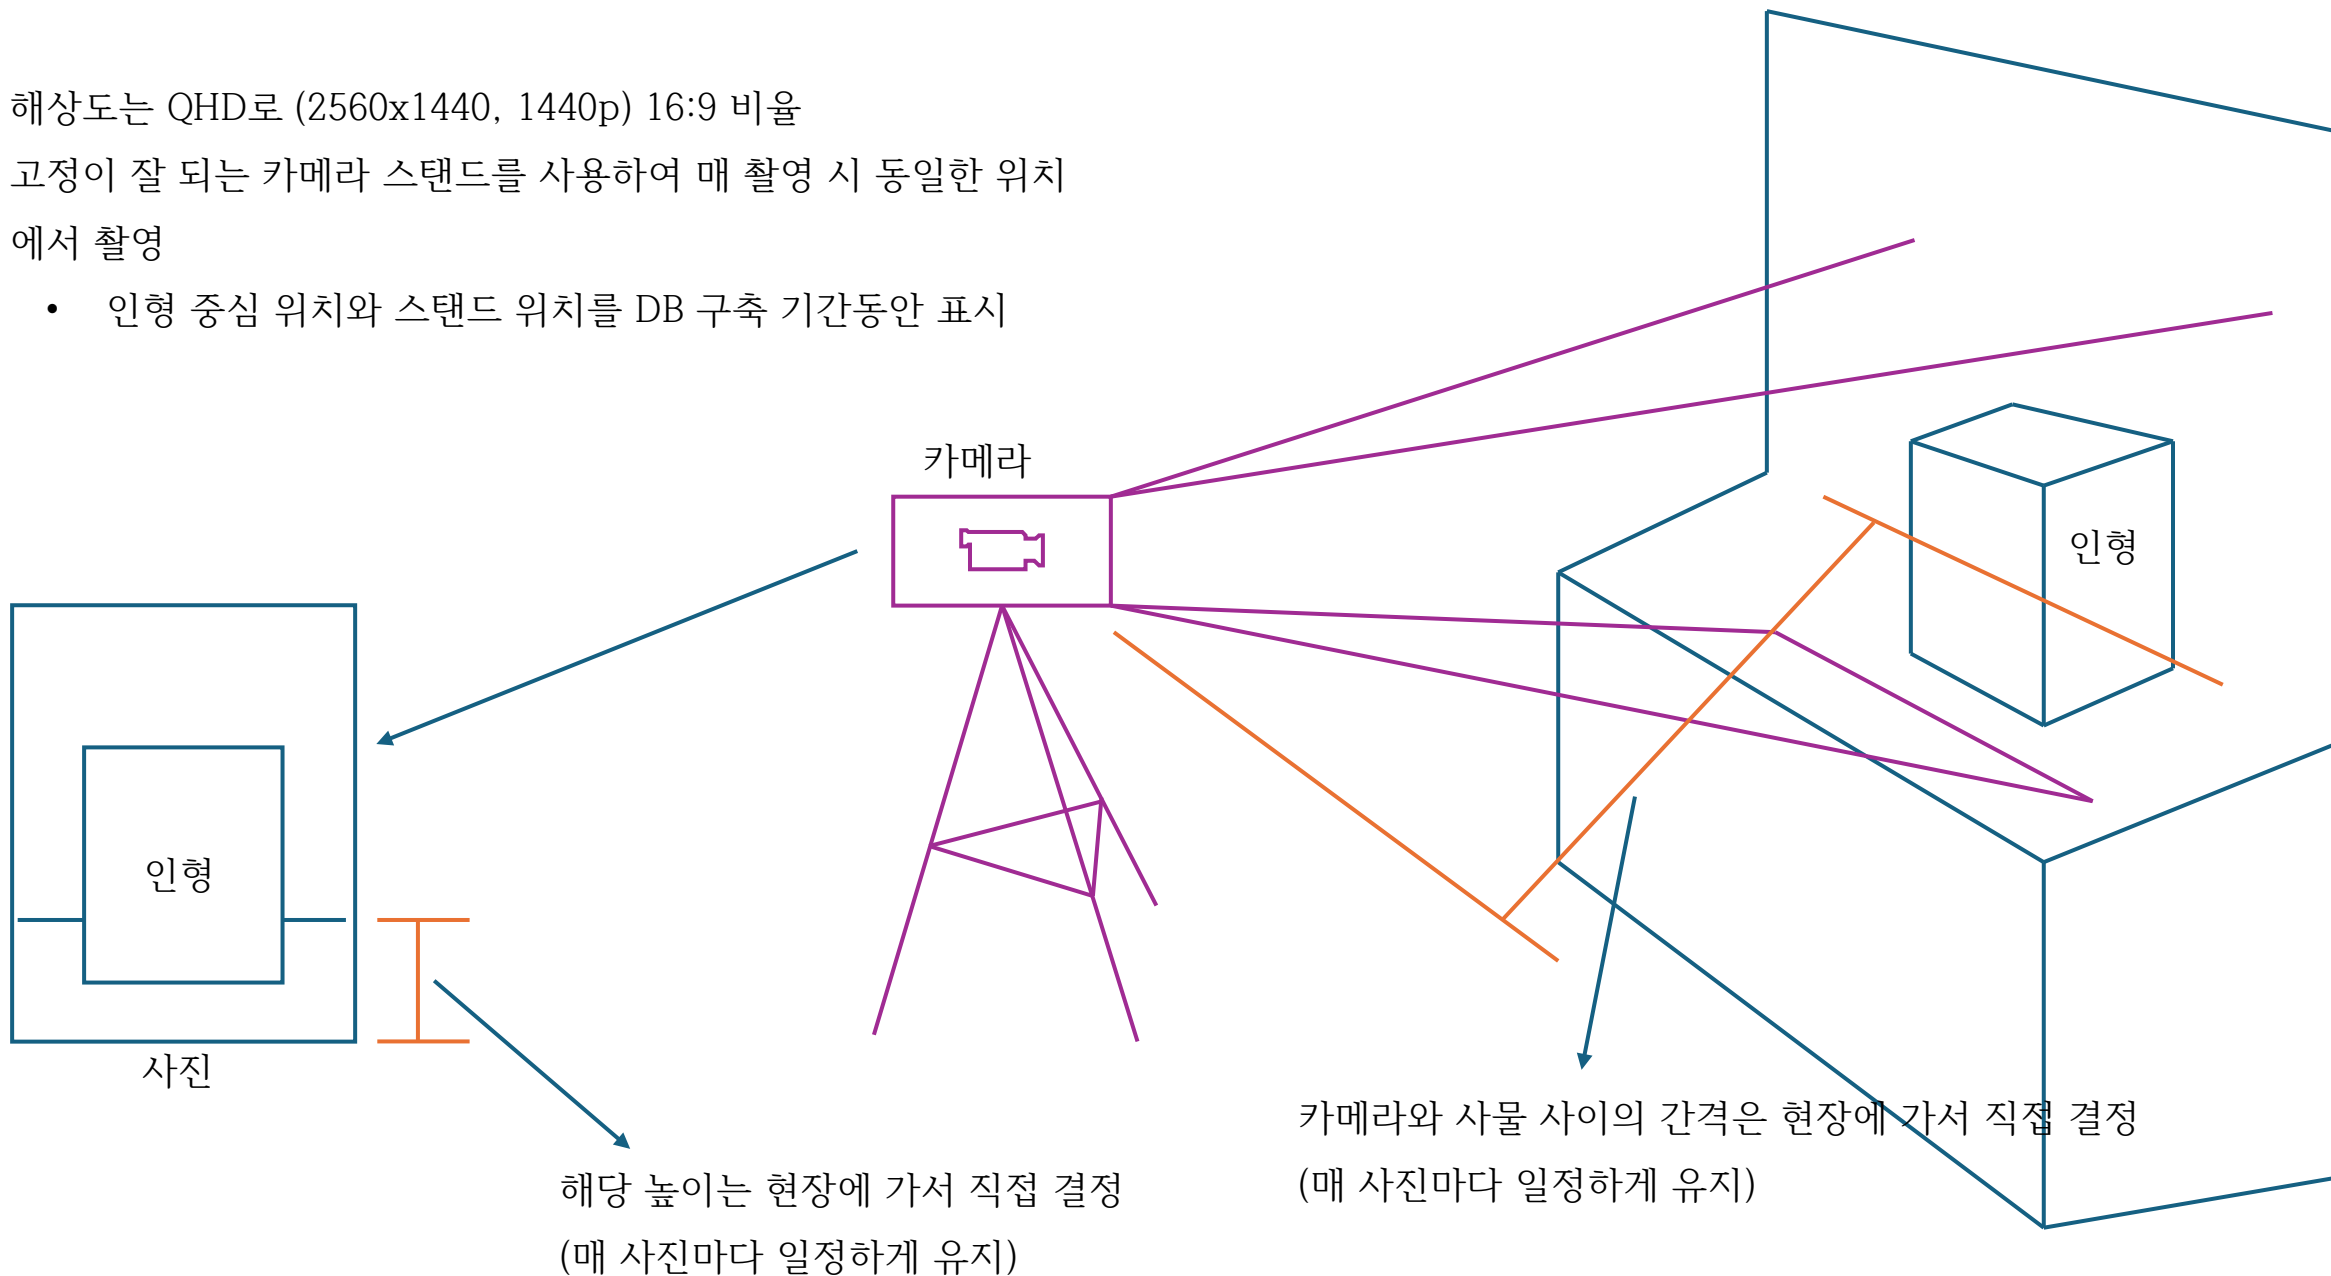 해상도는 QHD로 (2560x1440, 1440p) 16:9 비율
고정이 잘 되는 카메라 스탠드를 사용하여 매 촬영 시 동일한 위치
에서 촬영
• 인형 중심 위치와 스탠드 위치를 DB 구축 기간동안 표시
카메라
인형
인형
사진
카메라와 사물 사이의 간격은 현장에 가서 직접 결정
(매 사진마다 일정하게 유지)
해당 높이는 현장에 가서 직접 결정
(매 사진마다 일정하게 유지)